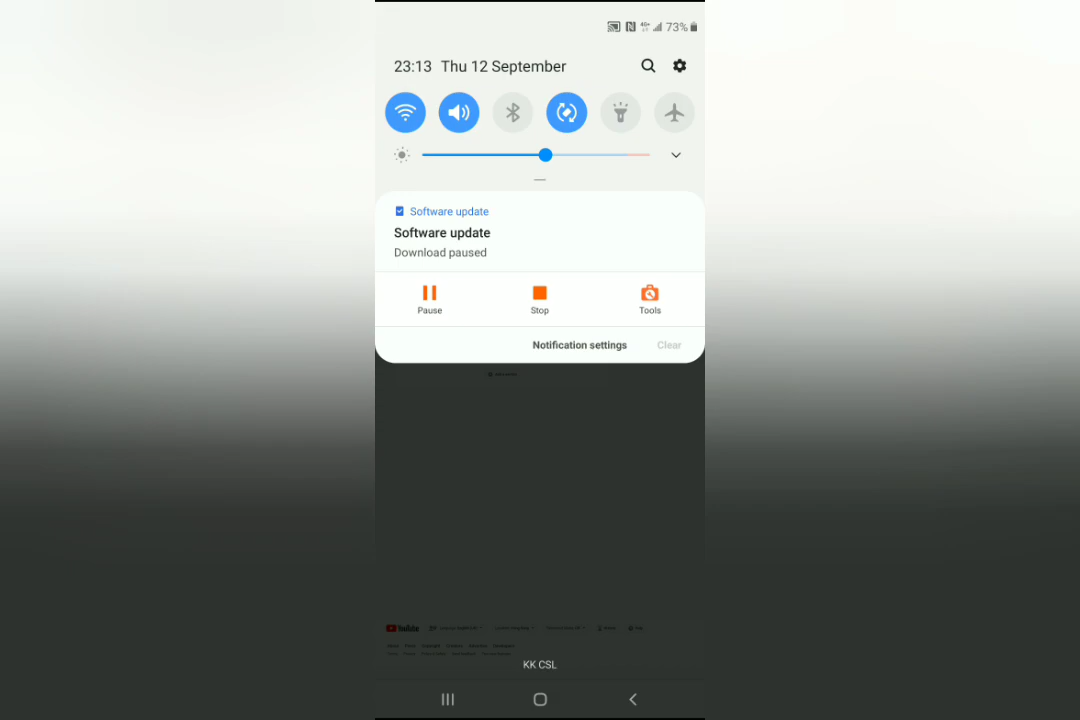 4G+ 73%
23:13 Thu 12 September
Software update
Software update
Download paused
Pause Stop Tools
Notification settings Clear
YouTube
KK CSL